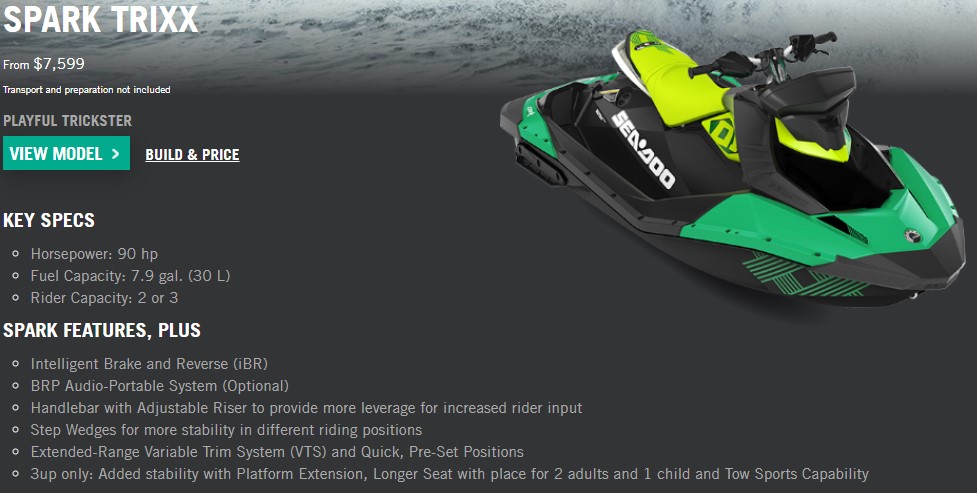 SPARK TRIXX
From $7,599
Transport and preparation not included
PLAYFUL TRICKSTER
VIEW MODEL >
BUILD & PRICE
KEY SPECS
Horsepower: 90 hp
Fuel Capacity: 7.9 gal. (30 L)
Rider Capacity: 2 or 3
SPARK FEATURES, PLUS
Intelligent Brake and Reverse (iBR)
BRP Audio-Portable System (Optional)
Handlebar with Adjustable Riser to provide more leverage for increased rider input
Step Wedges for more stability in different riding positions
Extended-Range Variable Trim System (VTS) and Quick, Pre-Set Positions
3up only: Added stability with Platform Extension, Longer Seat with place for 2 adults and 1 child and Tow Sports Capability
SEA-DOO